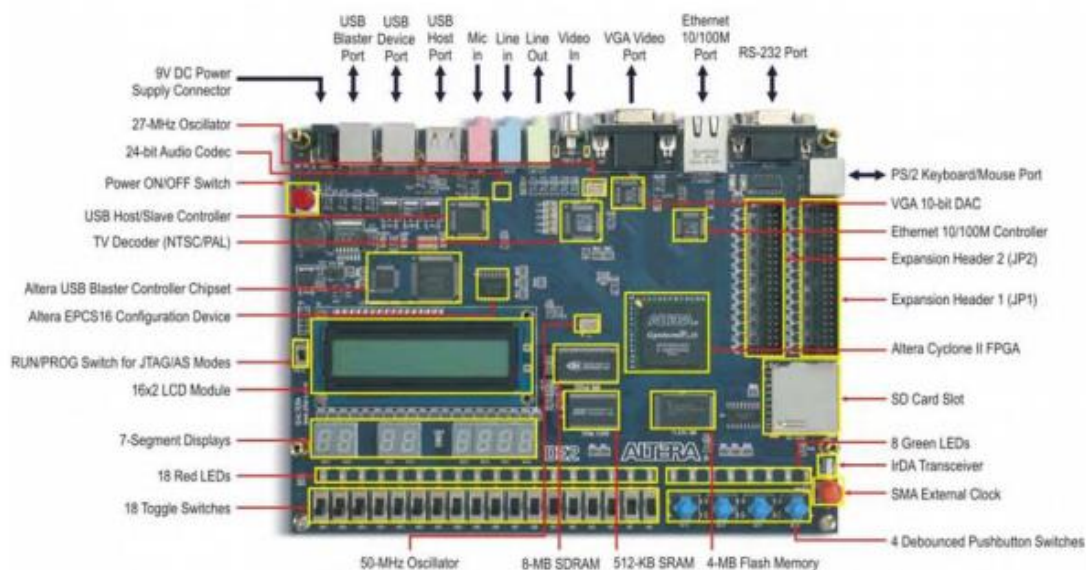 USB
Blaster
Port
USB
Device
Port
USB
Host
Port
Mic
in
Line
in
Line
Out
Video
In
VGA Video
Port
Ethernet
10/100M
Port
RS-232 Port
9V DC Power
Supply Connector
27-MHz Oscillator
24-bit Audio Codec
Power ON/OFF Switch
USB Host/Slave Controller
TV Decoder (NTSC/PAL)
Altera USB Blaster Controller Chipset
Altera EPCS16 Configuration Device
RUN/PROG Switch for JTAG/AS Modes
16x2 LCD Module
7-Segment Displays
18 Red LEDs
18 Toggle Switches
PS/2 Keyboard/Mouse Port
VGA 10-bit DAC
Ethernet 10/100M Controller
Expansion Header 2 (JP2)
Expansion Header 1 (JP1)
Altera Cyclone II FPGA
SD Card Slot
8 Green LEDs
IrDA Transceiver
SMA External Clock
4 Debounced Pushbutton Switches
50-MHz Oscillator
8-MB SDRAM
512-KB SRAM
4-MB Flash Memory
ALTERA
Cyclone II
DE2
ALTERA